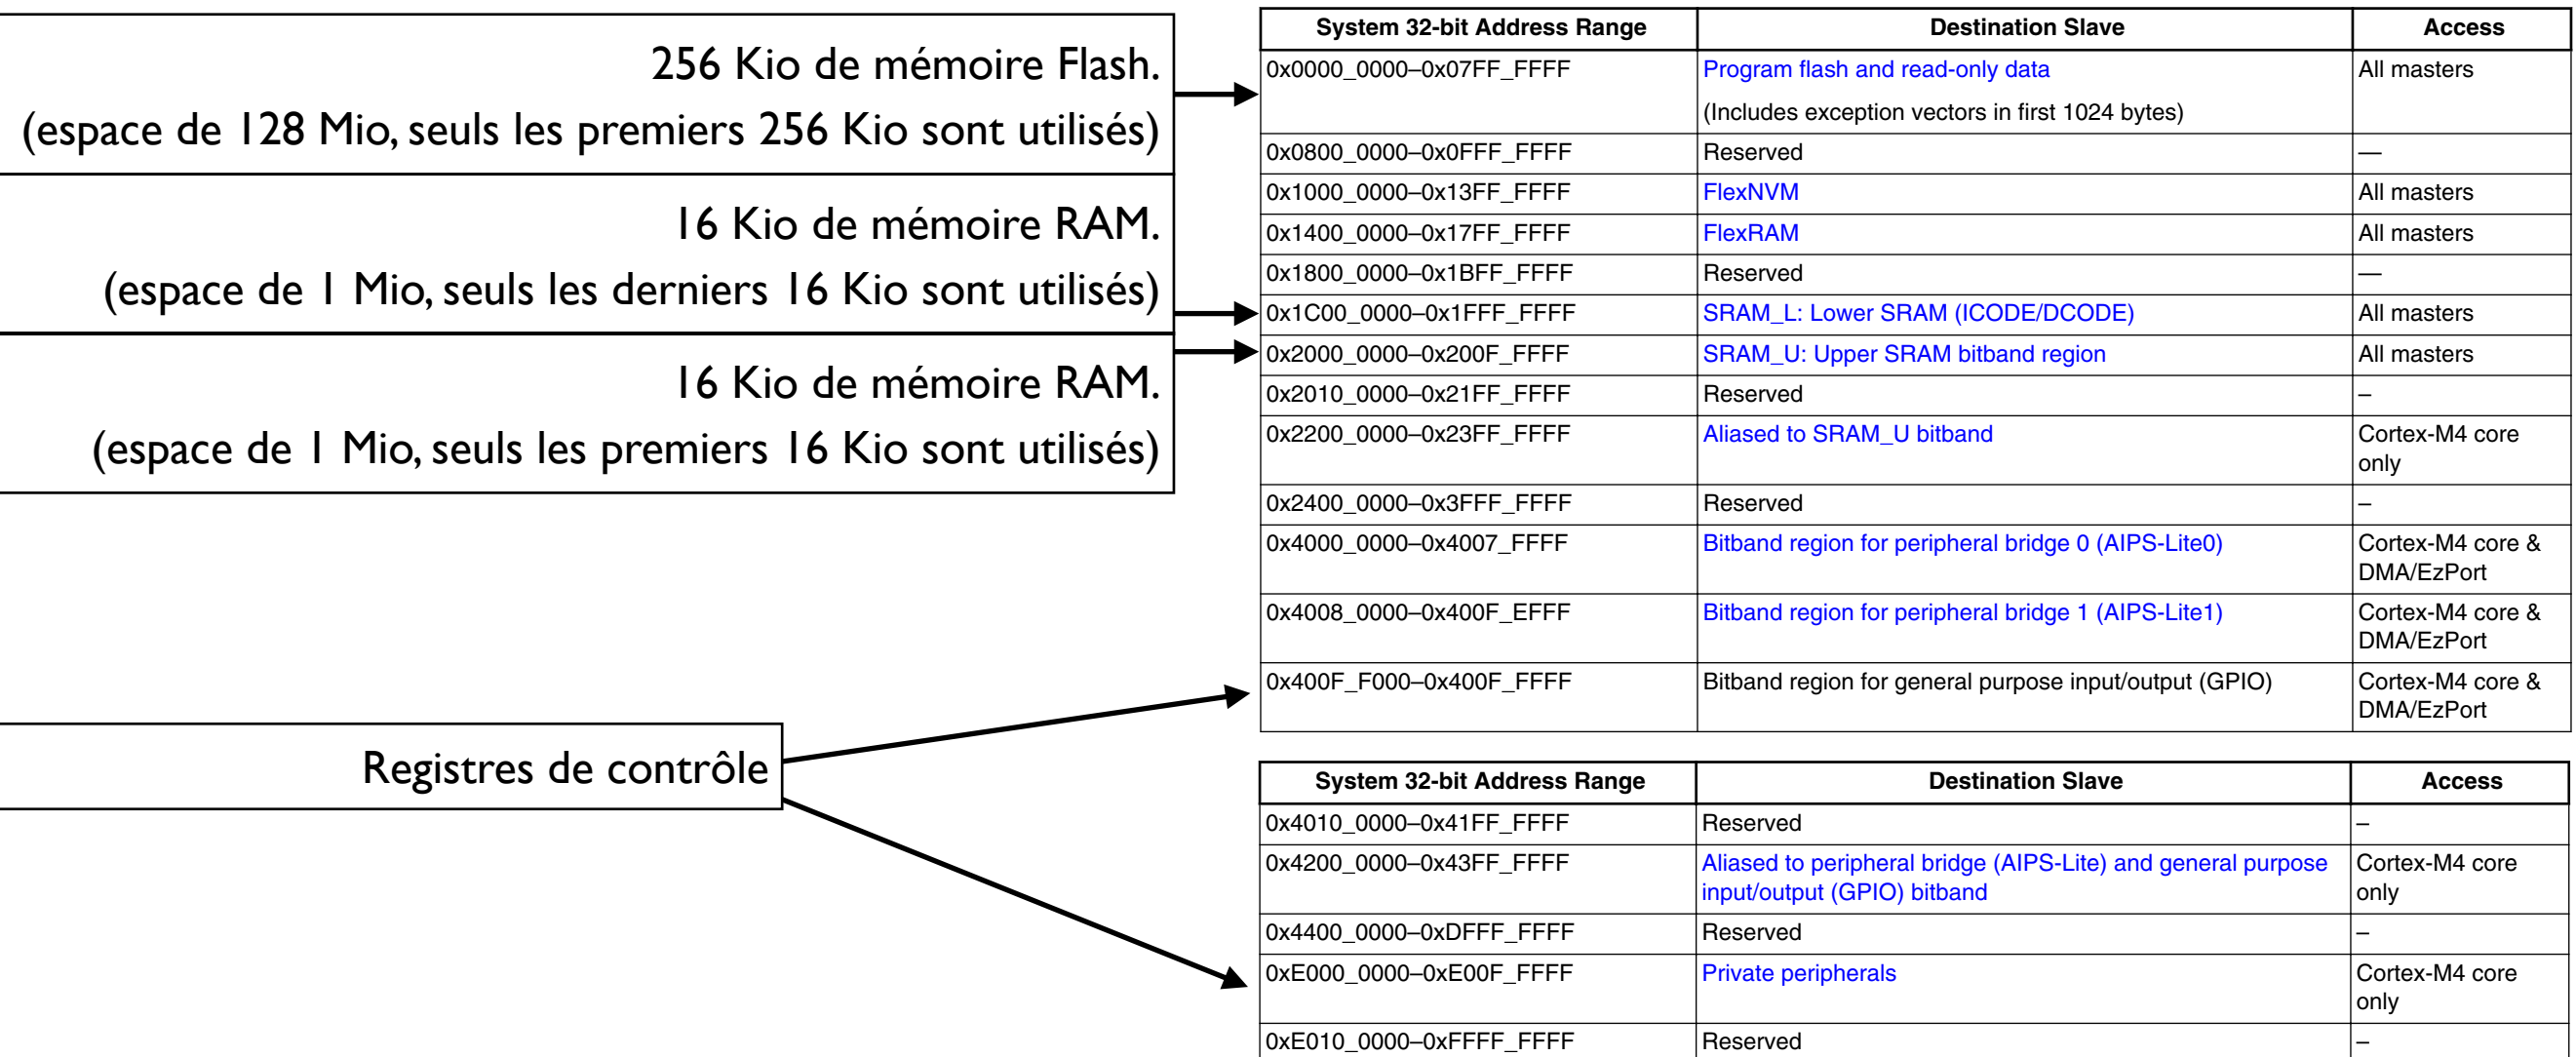 256 Kio de mémoire Flash.
(espace de 128 Mio, seuls les premiers 256 Kio sont utilisés)
16 Kio de mémoire RAM.
(espace de 1 Mio, seuls les derniers 16 Kio sont utilisés)
16 Kio de mémoire RAM.
(espace de 1 Mio, seuls les premiers 16 Kio sont utilisés)
Registres de contrôle
System 32-bit Address Range Destination Slave Access
0x0000_0000–0x07FF_FFFF Program flash and read-only data All masters
(Includes exception vectors in first 1024 bytes)
0x0800_0000–0x0FFF_FFFF Reserved —
0x1000_0000–0x13FF_FFFF FlexNVM All masters
0x1400_0000–0x17FF_FFFF FlexRAM All masters
0x1800_0000–0x1BFF_FFFF Reserved —
0x1C00_0000–0x1FFF_FFFF SRAM_L: Lower SRAM (ICODE/DCODE) All masters
0x2000_0000–0x200F_FFFF SRAM_U: Upper SRAM bitband region All masters
0x2010_0000–0x21FF_FFFF Reserved –
0x2200_0000–0x23FF_FFFF Aliased to SRAM_U bitband Cortex-M4 core
only
0x2400_0000–0x3FFF_FFFF Reserved –
0x4000_0000–0x4007_FFFF Bitband region for peripheral bridge 0 (AIPS-Lite0) Cortex-M4 core &
DMA/EzPort
0x4008_0000–0x400F_EFFF Bitband region for peripheral bridge 1 (AIPS-Lite1) Cortex-M4 core &
DMA/EzPort
0x400F_F000–0x400F_FFFF Bitband region for general purpose input/output (GPIO) Cortex-M4 core &
DMA/EzPort
System 32-bit Address Range Destination Slave Access
0x4010_0000–0x41FF_FFFF Reserved –
0x4200_0000–0x43FF_FFFF Aliased to peripheral bridge (AIPS-Lite) and general purpose Cortex-M4 core
input/output (GPIO) bitband only
0x4400_0000–0xDFFF_FFFF Reserved –
0xE000_0000–0xE00F_FFFF Private peripherals Cortex-M4 core
only
0xE010_0000–0xFFFF_FFFF Reserved –